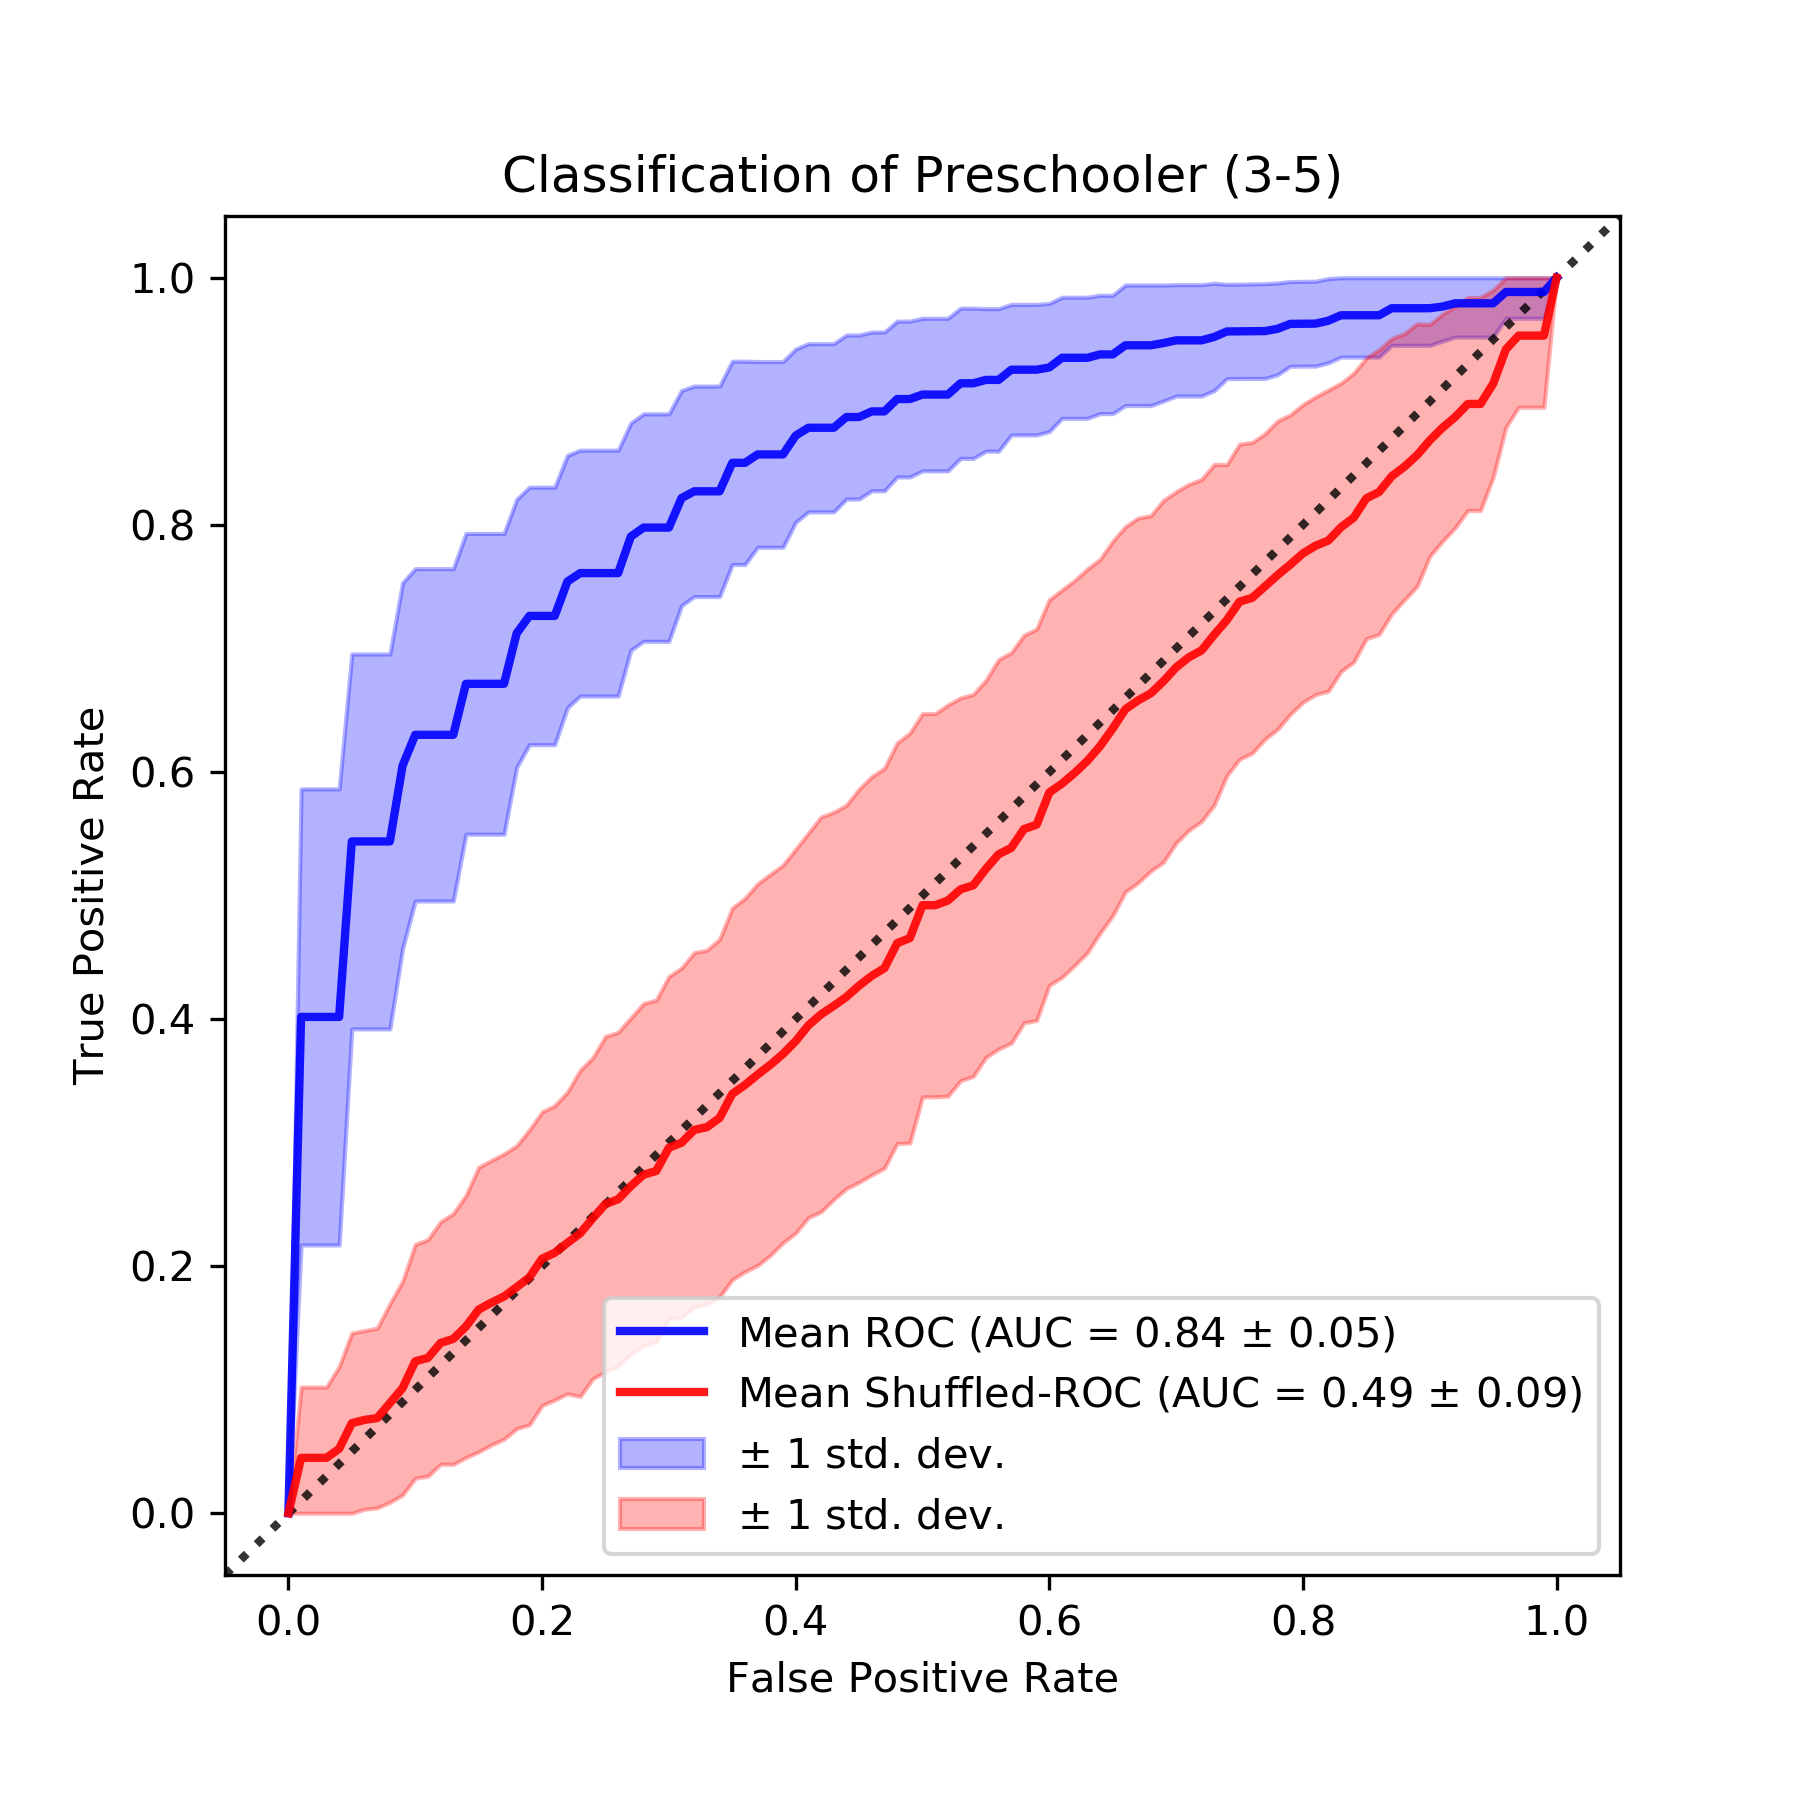 Classification of Preschooler (3-5)
1.0
0.8
0.6
0.4
0.2
0.0
True Positive Rate
Mean ROC (AUC = 0.84 ± 0.05)
Mean Shuffled-ROC (AUC = 0.49 ± 0.09)
± 1 std. dev.
± 1 std. dev.
0.0 0.2 0.4 0.6 0.8 1.0
False Positive Rate